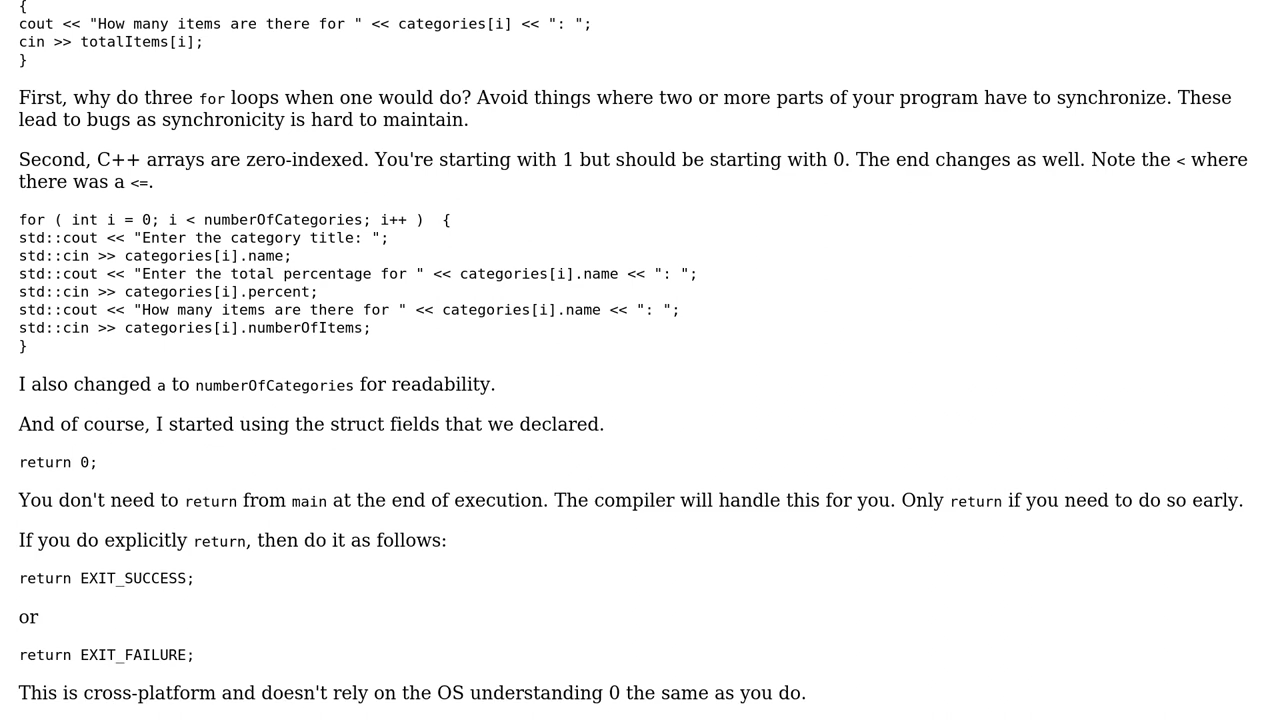 {
cout << "How many items are there for " << categories[i] << ": ";
cin >> totalItems[i];
}
First, why do three for loops when one would do? Avoid things where two or more parts of your program have to synchronize. These
lead to bugs as synchronicity is hard to maintain.
Second, C++ arrays are zero-indexed. You're starting with 1 but should be starting with 0. The end changes as well. Note the < where
there was a <=.
for ( int i = 0; i < numberOfCategories; i++ )  {
std::cout << "Enter the category title: ";
std::cin >> categories[i].name;
std::cout << "Enter the total percentage for " << categories[i].name << ": ";
std::cin >> categories[i].percent;
std::cout << "How many items are there for " << categories[i].name << ": ";
std::cin >> categories[i].numberOfItems;
}
I also changed a to numberOfCategories for readability.
And of course, I started using the struct fields that we declared.
return 0;
You don't need to return from main at the end of execution. The compiler will handle this for you. Only return if you need to do so early.
If you do explicitly return, then do it as follows:
return EXIT_SUCCESS;
or
return EXIT_FAILURE;
This is cross-platform and doesn't rely on the OS understanding 0 the same as you do.